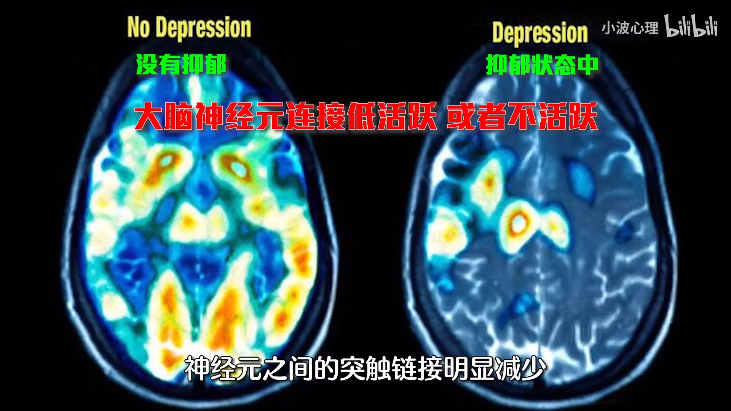 No Depression
Depression
小波心理 bilibili
没有抑郁
抑郁状态中
大脑神经元连接低活跃 或者不活跃
神经元之间的突触链接明显减少